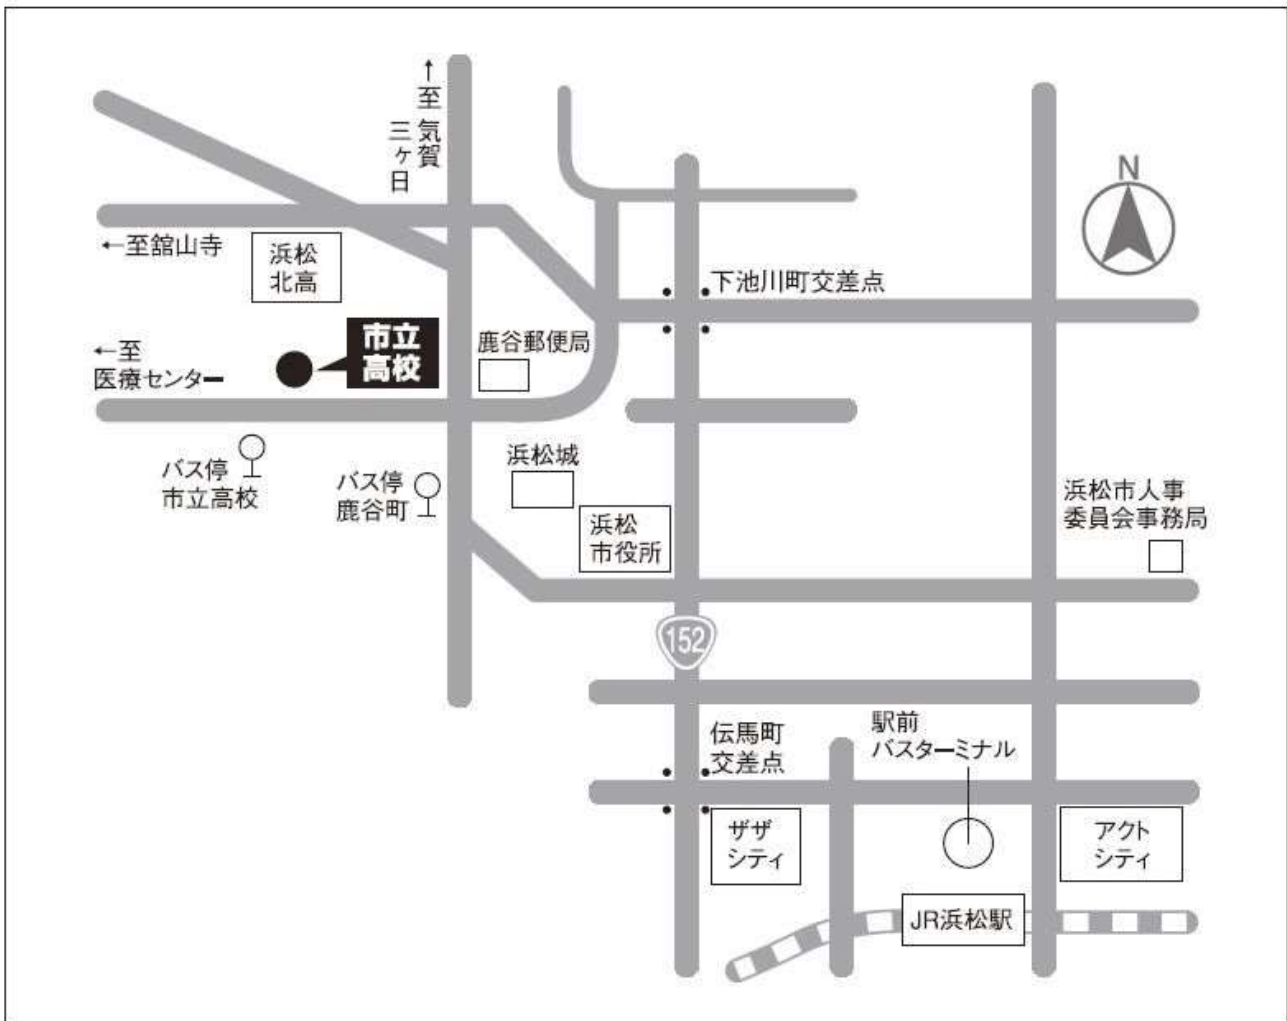 ↑至 気賀
三ヶ日
N
←至舘山寺
浜松
北高
下池川町交差点
市立
高校
鹿谷郵便局
←至
医療センター
バス停
市立高校
バス停
鹿谷町
浜松城
浜松
市役所
浜松市人事
委員会事務局
152
伝馬町
交差点
駅前
バスターミナル
ザザ
シティ
アクト
シティ
JR浜松駅